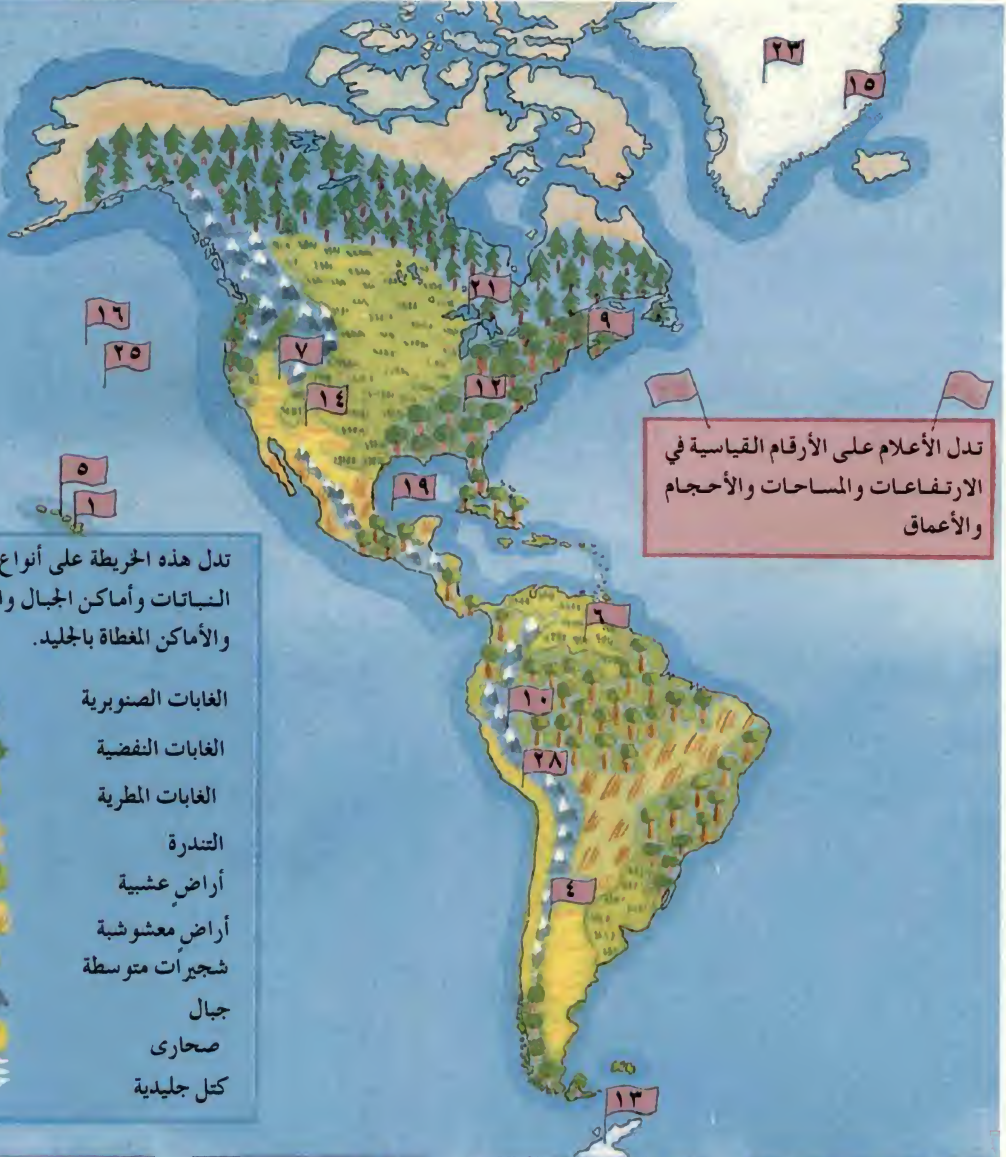 ٢٣
١٥
٢١
١٦
٩
٢٥
٧
١٢
١٤
تدل الأعلام على الأرقام القياسية في
الارتفاعات والمساحات والأحجام
والأعماق
٥
١٩
١
تدل هذه الخريطة على أنواع
النباتات وأماكن الجبال وا
والأماكن المغطاة بالجليد.
الغابات الصنوبرية
الغابات النفضية
الغابات المطرية
التندرة
أراضٍ عشبية
أراضٍ معشوشبة
شجيرات متوسطة
جبال
صحارى
كتل جليدية
٦
١٠
٢٨
٤
١٣